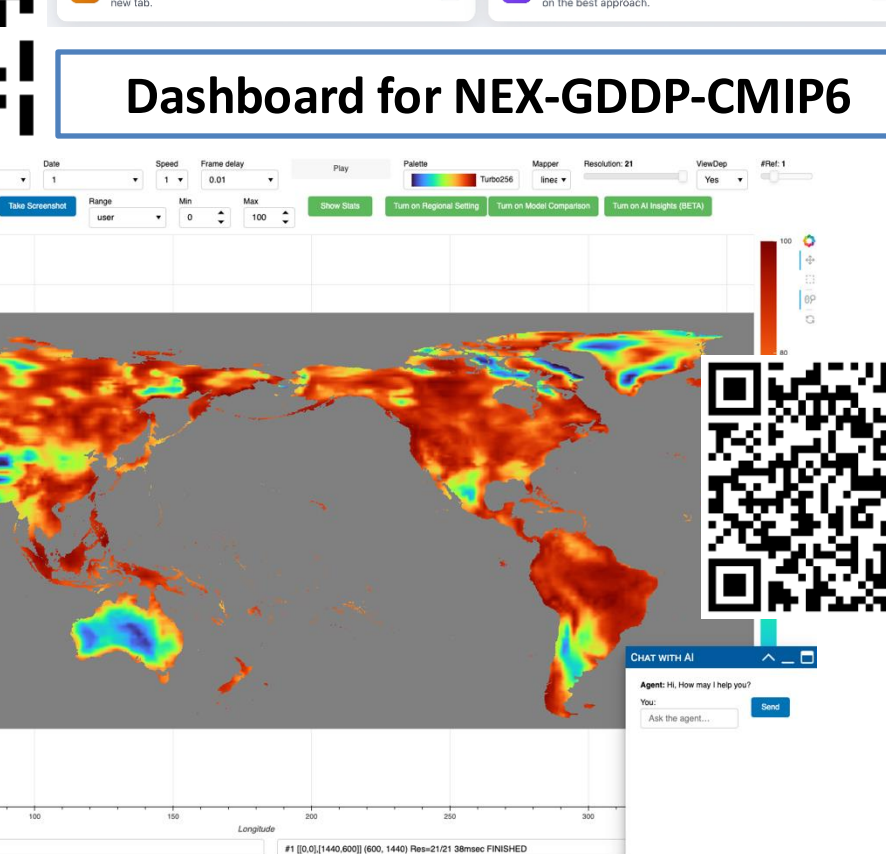 new tab.
on the best approach.
Dashboard for NEX-GDDP-CMIP6
Date Speed Frame delay Palette Mapper Resolution: 21 ViewDep #Ref: 1
1 1 0.01 Play Turbo256 Yes
Take Screenshot Range Min Max Show Stats Turn on Regional Setting Turn on Model Comparison Turn on AI Insights (BETA)
user 0 100
100
80
CHAT WITH AI
Agent: Hi, How may I help you?
You:
Ask the agent... Send
100 150 200 250 300
Longitude
#1 [[0,0],[1440,600]] (600, 1440) Res=21/21 38msec FINISHED